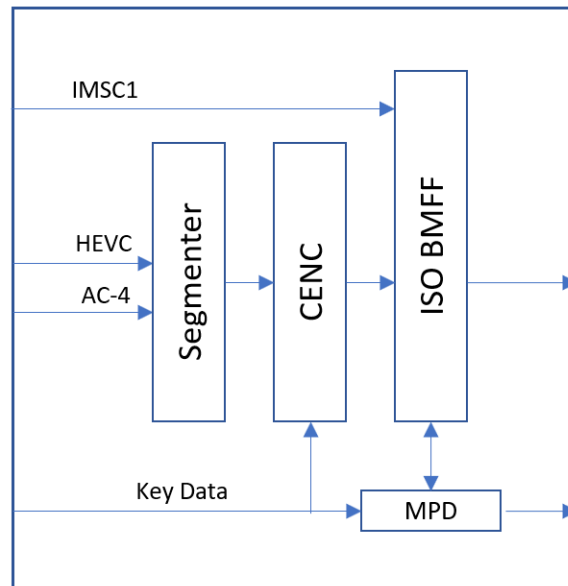 IMSC1
HEVC
AC-4
Segmenter
CENC
ISO BMFF
Key Data
MPD